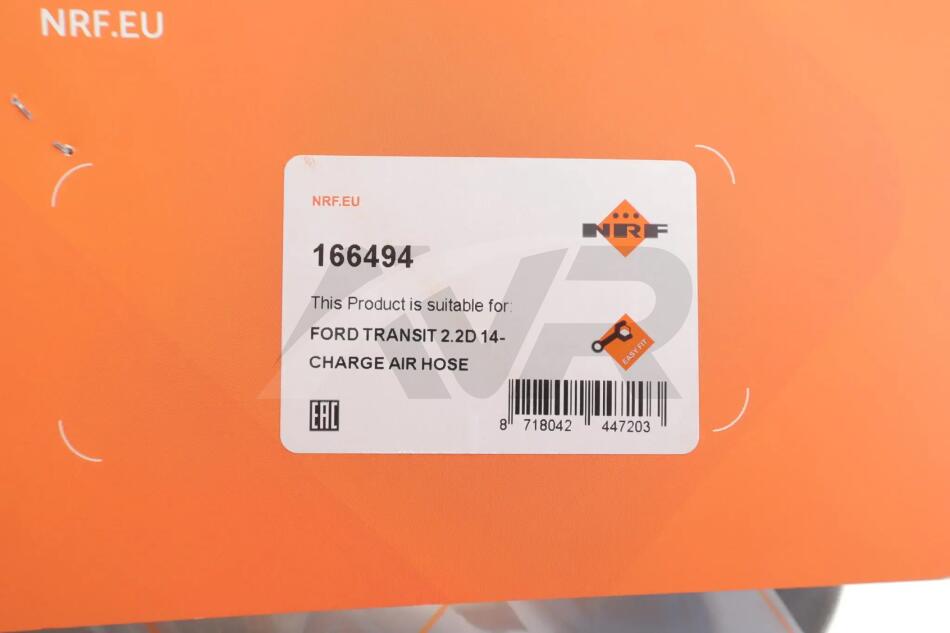 NRF.EU
NRF.EU
NRF
166494
This Product is suitable for:
FORD TRANSIT 2.2D 14-
CHARGE AIR HOSE
EASY FIT
EAC
8 718042 447203
AVR